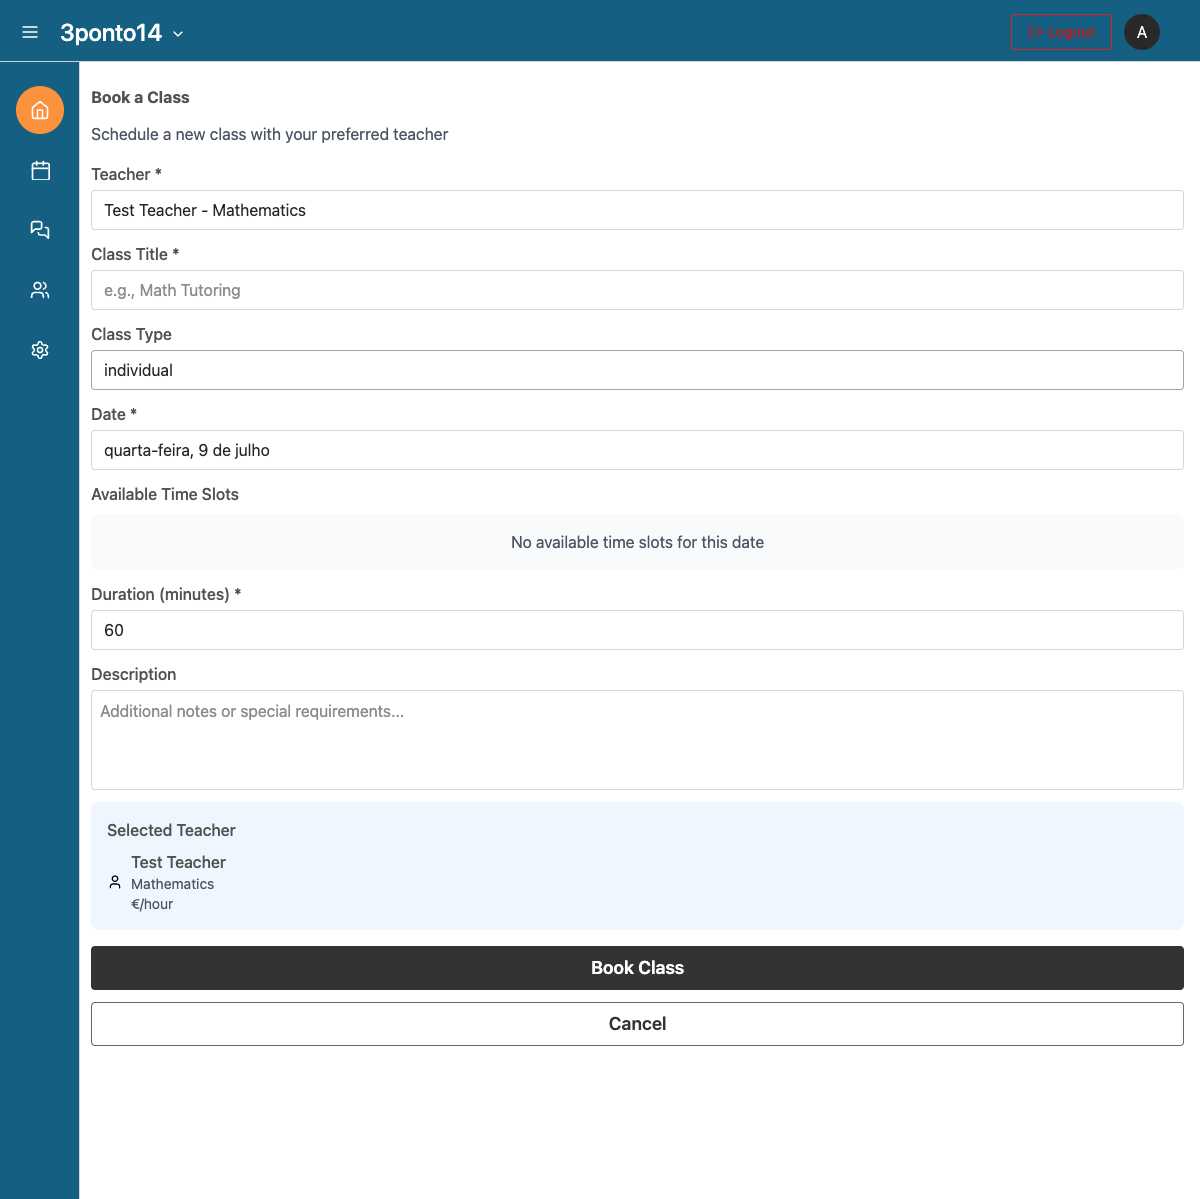 3ponto14
Logout
A
Book a Class
Schedule a new class with your preferred teacher
Teacher *
Test Teacher - Mathematics
Class Title *
e.g., Math Tutoring
Class Type
individual
Date *
quarta-feira, 9 de julho
Available Time Slots
No available time slots for this date
Duration (minutes) *
60
Description
Additional notes or special requirements...
Selected Teacher
Test Teacher
Mathematics
€/hour
Book Class
Cancel